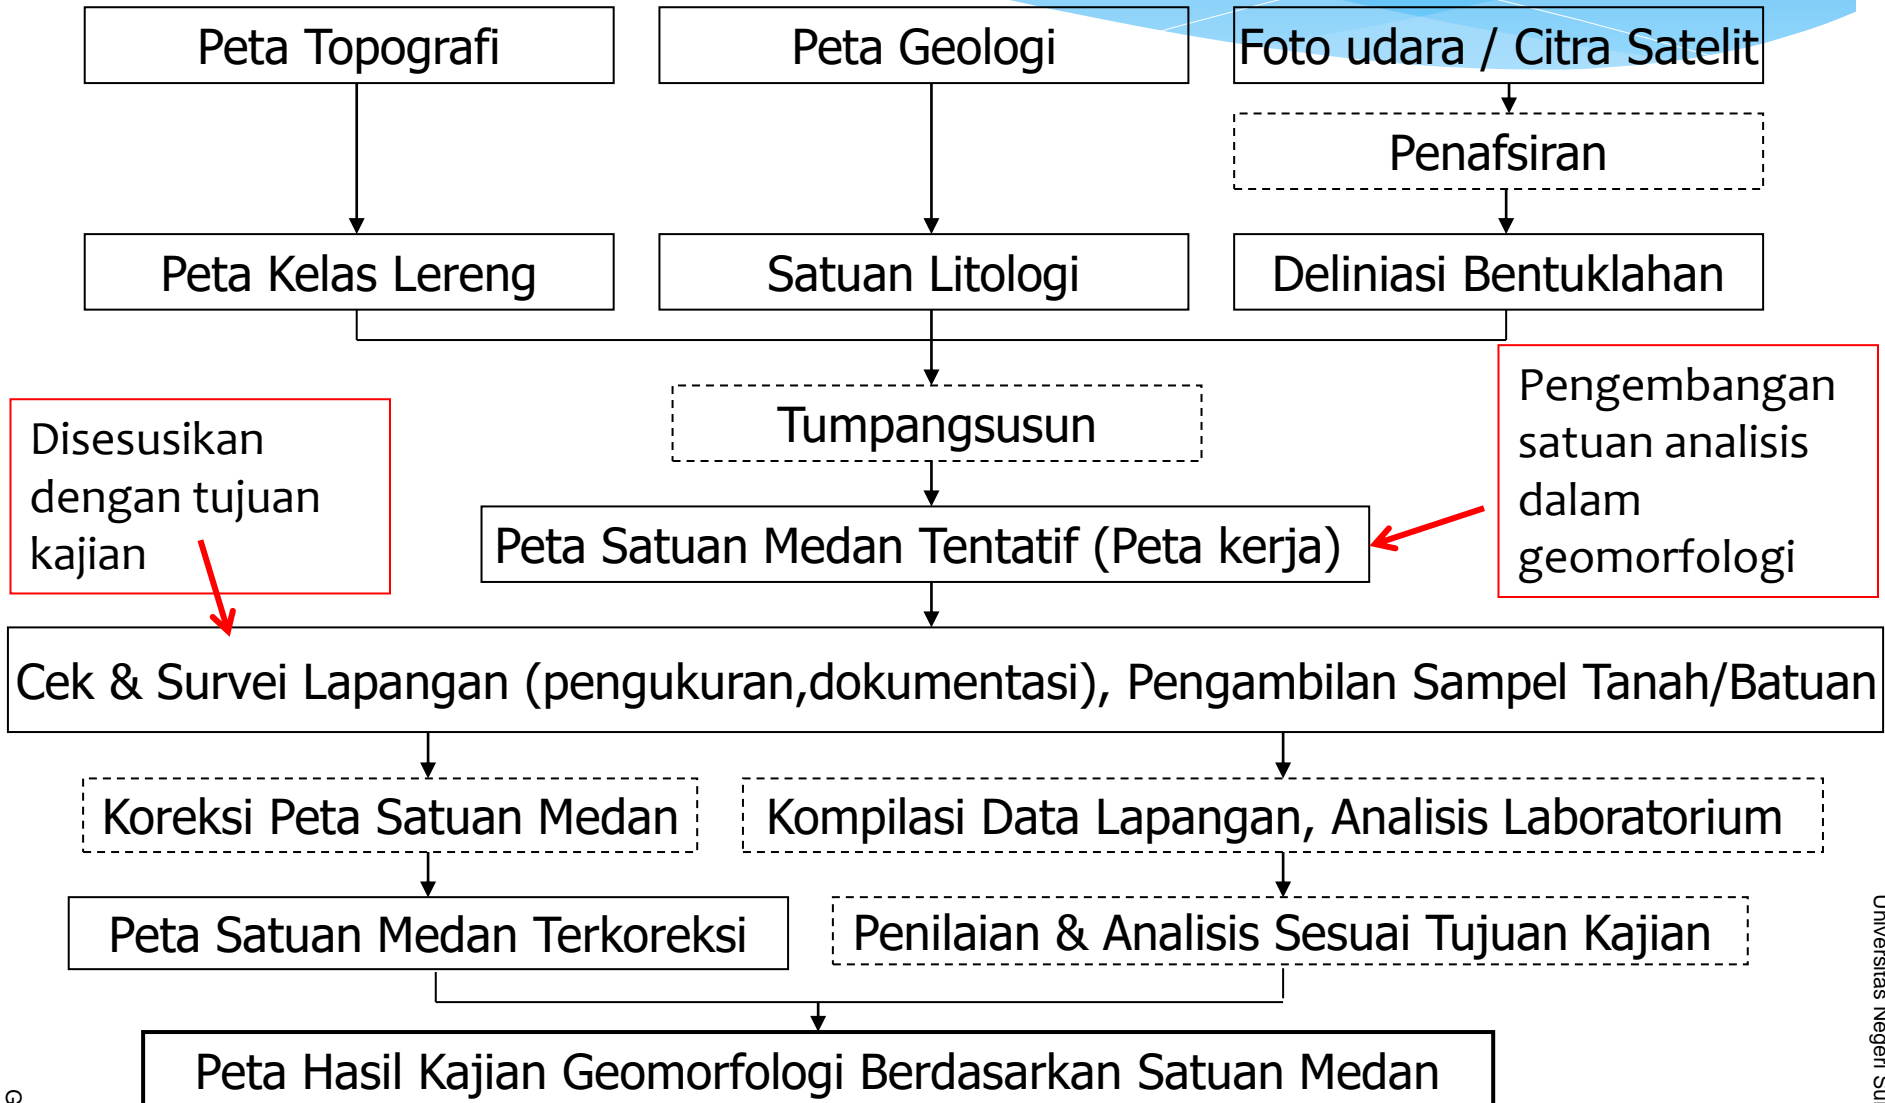 Peta Topografi
Peta Geologi
Foto udara / Citra Satelit
Penafsiran
Peta Kelas Lereng
Satuan Litologi
Deliniasi Bentuklahan
Tumpangsusun
Disesusikan
dengan tujuan
kajian
Pengembangan
satuan analisis
dalam
geomorfologi
Peta Satuan Medan Tentatif (Peta kerja)
Cek & Survei Lapangan (pengukuran,dokumentasi), Pengambilan Sampel Tanah/Batuan
Koreksi Peta Satuan Medan
Kompilasi Data Lapangan, Analisis Laboratorium
Peta Satuan Medan Terkoreksi
Penilaian & Analisis Sesuai Tujuan Kajian
Peta Hasil Kajian Geomorfologi Berdasarkan Satuan Medan
Universitas Negeri
G